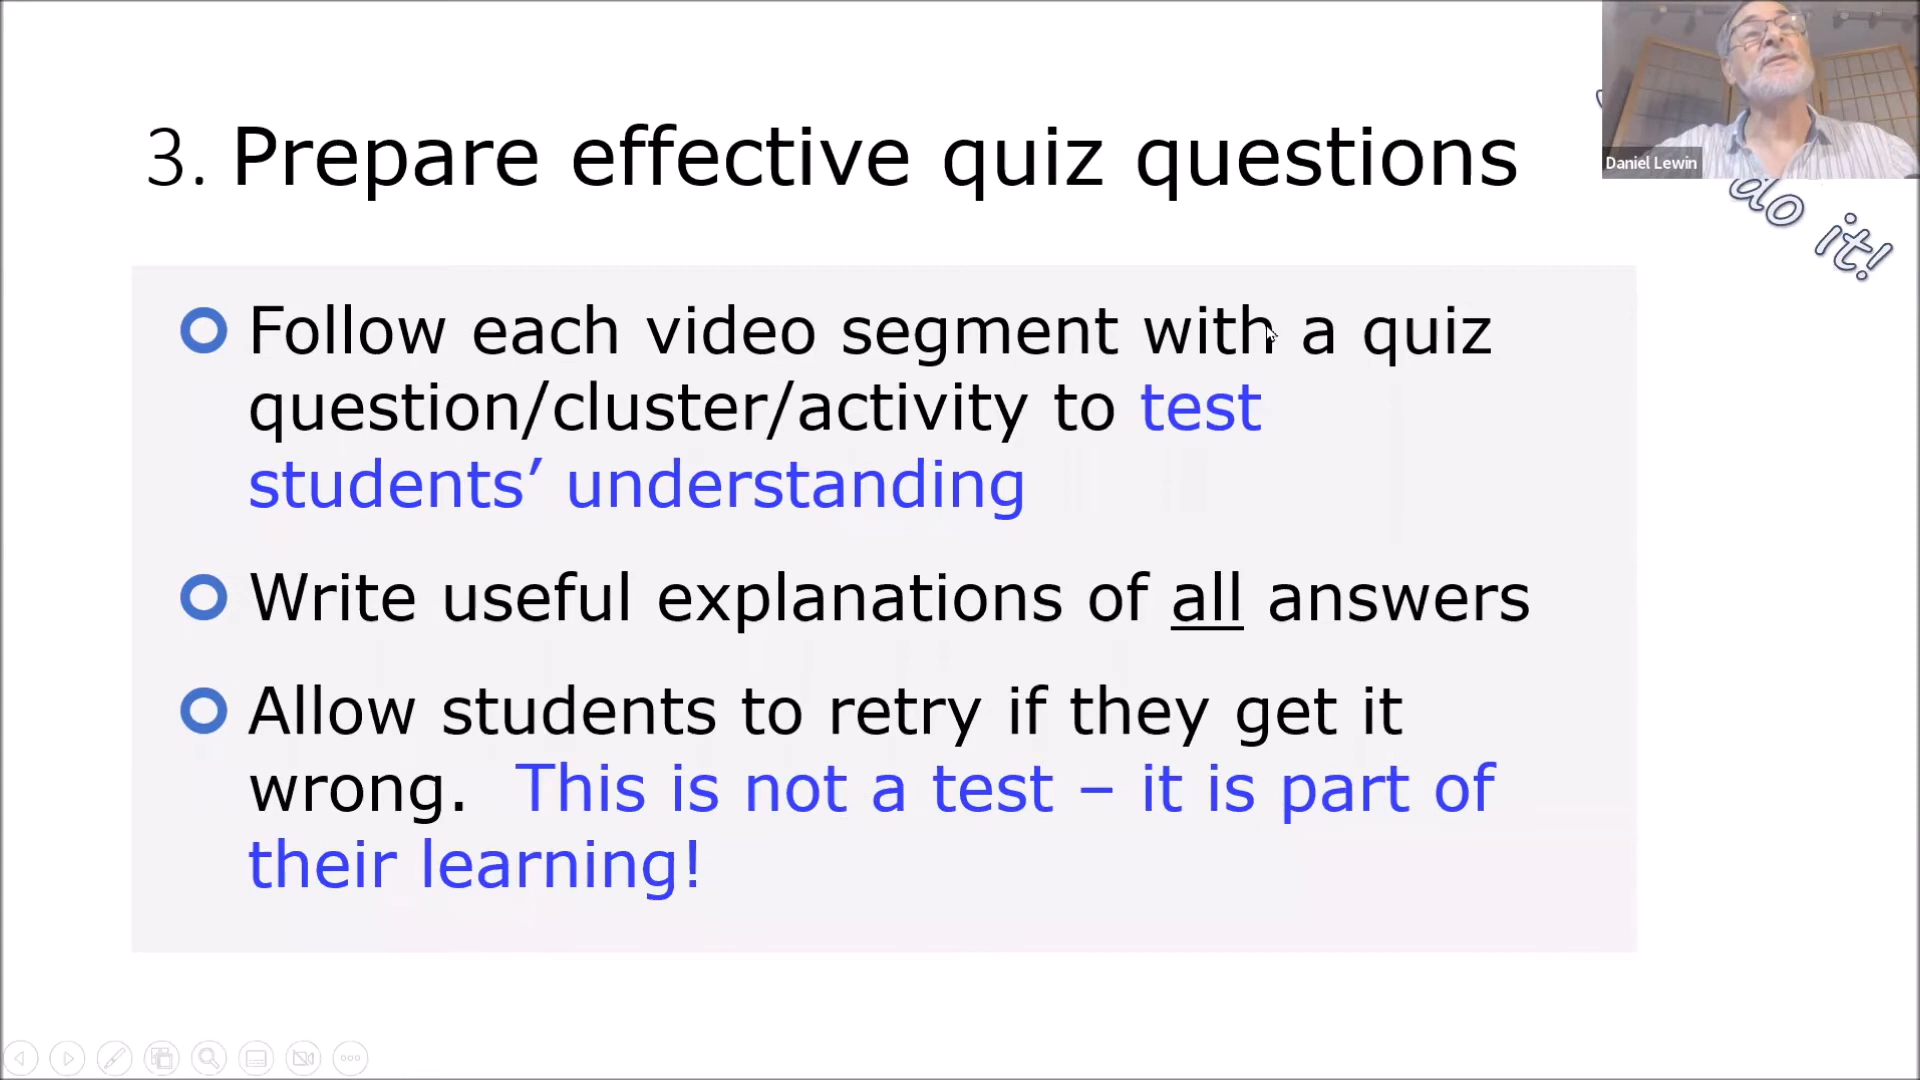 3. Prepare effective quiz questions
Daniel Lewin
do it!
Follow each video segment with a quiz
question/cluster/activity to test
students’ understanding
Write useful explanations of all answers
Allow students to retry if they get it
wrong. This is not a test – it is part of
their learning!